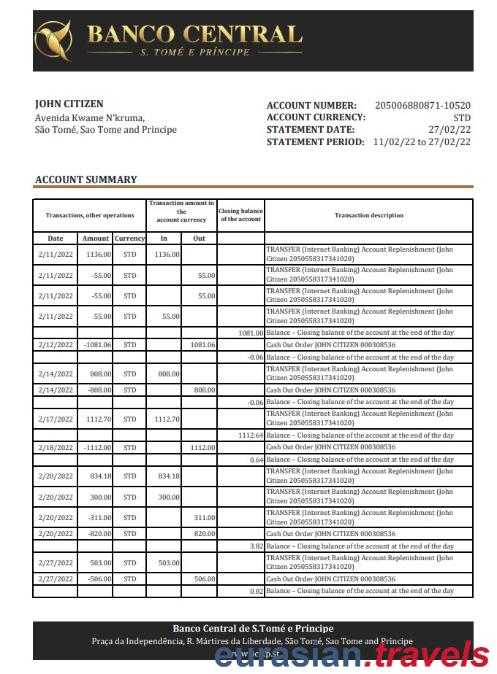 BANCO CENTRAL
S. TOMÉ E PRÍNCIPE
JOHN CITIZEN
Avenida Kwame N'kruma,
São Tomé, Sao Tome and Principe
ACCOUNT NUMBER: 205006880871-10520
ACCOUNT CURRENCY: STD
STATEMENT DATE: 27/02/22
STATEMENT PERIOD: 11/02/22 to 27/02/22
ACCOUNT SUMMARY
Transactions, other operations
Transaction amount in
the
account currency
Closing balance
of the account
Transaction description
Date Amount Currency In Out
2/11/2022 1136.00 STD 1136.00 TRANSFER (Internet Banking) Account Replenishment (John
Citizen 2050558317341020)
2/11/2022 -55.00 STD 55.00 TRANSFER (Internet Banking) Account Replenishment (John
Citizen 2050558317341020)
2/11/2022 -55.00 STD 55.00 TRANSFER (Internet Banking) Account Replenishment (John
Citizen 2050558317341020)
2/11/2022 55.00 STD 55.00 TRANSFER (Internet Banking) Account Replenishment (John
Citizen 2050558317341020)
1081.00 Balance – Closing balance of the account at the end of the day
2/12/2022 -1081.06 STD 1081.06 Cash Out Order JOHN CITIZEN 000308536
-0.06 Balance – Closing balance of the account at the end of the day
2/14/2022 808.00 STD 808.00 TRANSFER (Internet Banking) Account Replenishment (John
Citizen 2050558317341020)
2/14/2022 -808.00 STD 808.00 Cash Out Order JOHN CITIZEN 000308536
-0.06 Balance – Closing balance of the account at the end of the day
2/17/2022 1112.70 STD 1112.70 TRANSFER (Internet Banking) Account Replenishment (John
Citizen 2050558317341020)
1112.64 Balance – Closing balance of the account at the end of the day
2/18/2022 -1112.00 STD 1112.00 Cash Out Order JOHN CITIZEN 000308536
0.64 Balance – Closing balance of the account at the end of the day
2/20/2022 834.18 STD 834.18 TRANSFER (Internet Banking) Account Replenishment (John
Citizen 2050558317341020)
2/20/2022 300.00 STD 300.00 TRANSFER (Internet Banking) Account Replenishment (John
Citizen 2050558317341020)
2/20/2022 -311.00 STD 311.00 TRANSFER (Internet Banking) Account Replenishment (John
Citizen 2050558317341020)
2/20/2022 -820.00 STD 820.00 Cash Out Order JOHN CITIZEN 000308536
3.82 Balance – Closing balance of the account at the end of the day
2/27/2022 503.00 STD 503.00 TRANSFER (Internet Banking) Account Replenishment (John
Citizen 2050558317341020)
2/27/2022 -506.00 STD 506.00 Cash Out Order JOHN CITIZEN 000308536
0.82 Balance – Closing balance of the account at the end of the day
Banco Central de S.Tomé e Príncipe
Praça da Independência, R. Mártires da Liberdade, São Tomé, Sao Tome and Principe
eurasian.travels